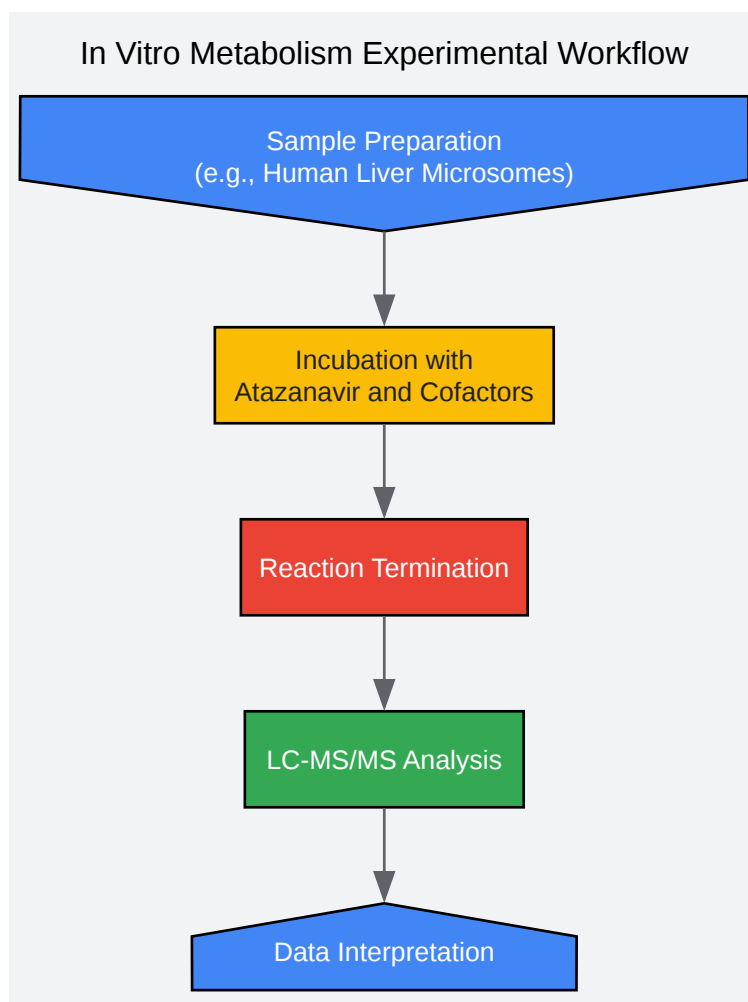 In Vitro Metabolism Experimental Workflow
Sample Preparation
(e.g., Human Liver Microsomes)
Incubation with
Atazanavir and Cofactors
Reaction Termination
LC-MS/MS Analysis
Data Interpretation